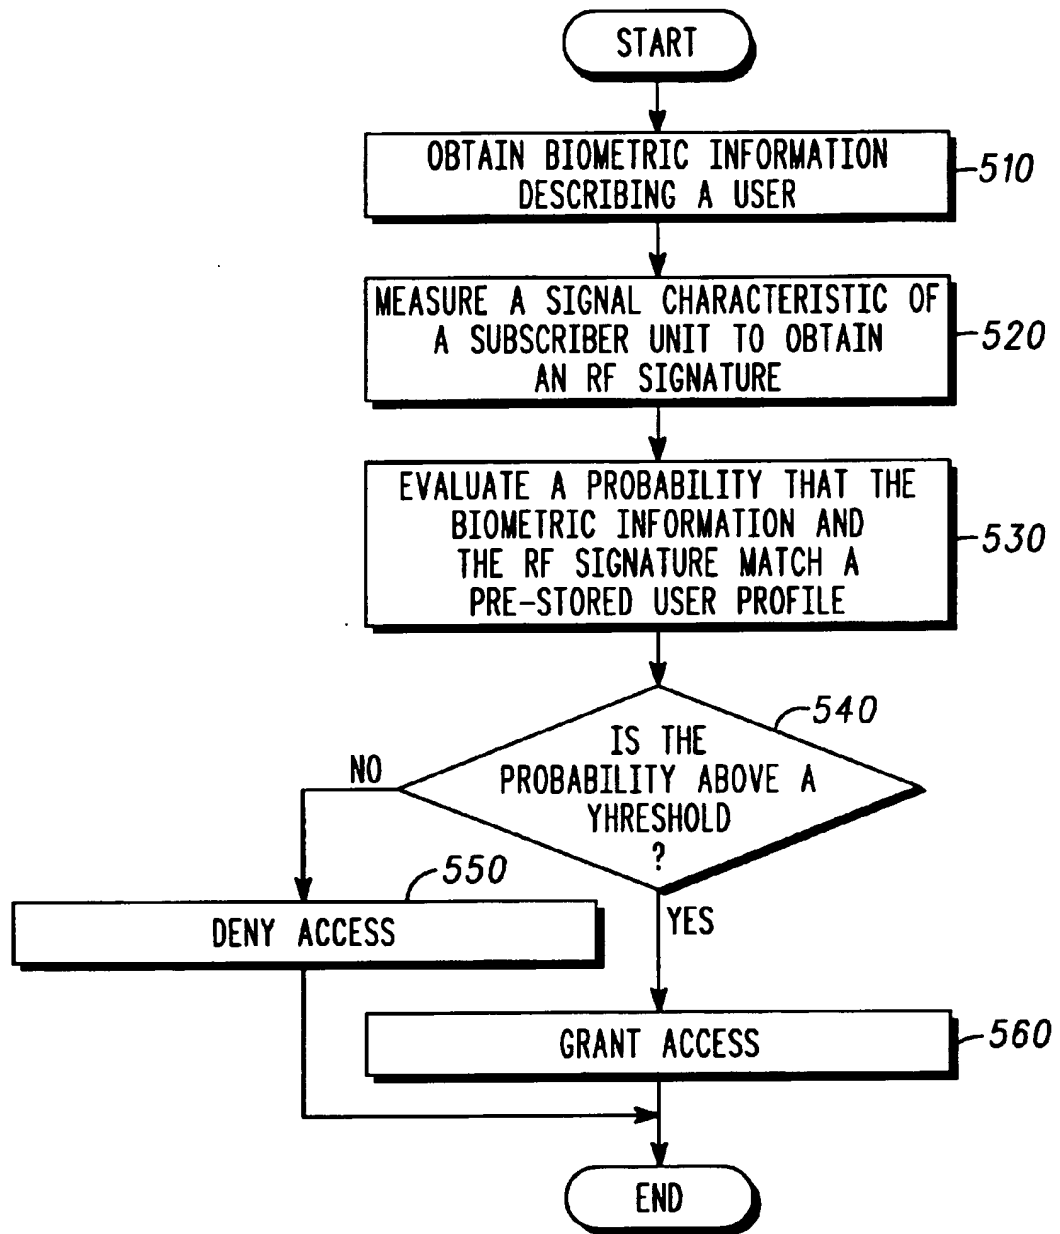 START
OBTAIN BIOMETRIC INFORMATION
DESCRIBING A USER
510
MEASURE A SIGNAL CHARACTERISTIC OF
A SUBSCRIBER UNIT TO OBTAIN
AN RF SIGNATURE
520
EVALUATE A PROBABILITY THAT THE
BIOMETRIC INFORMATION AND
THE RF SIGNATURE MATCH A
PRE-STORED USER PROFILE
530
540
IS THE
PROBABILITY ABOVE A
YHRESHOLD
?
NO
550
DENY ACCESS
YES
GRANT ACCESS
560
END